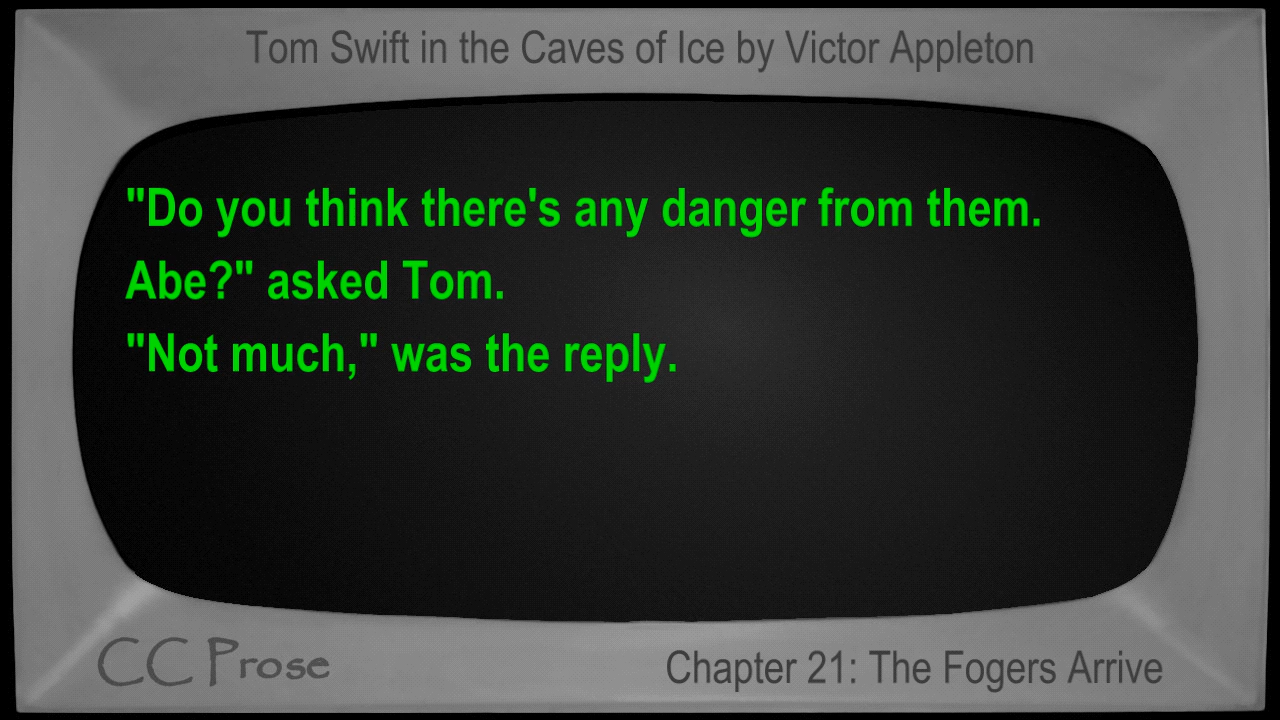 Tom Swift in the Caves of Ice by Victor Appleton
"Do you think there's any danger from them.
Abe?" asked Tom.
"Not much," was the reply.
CC Prose
Chapter 21: The Fogers Arrive